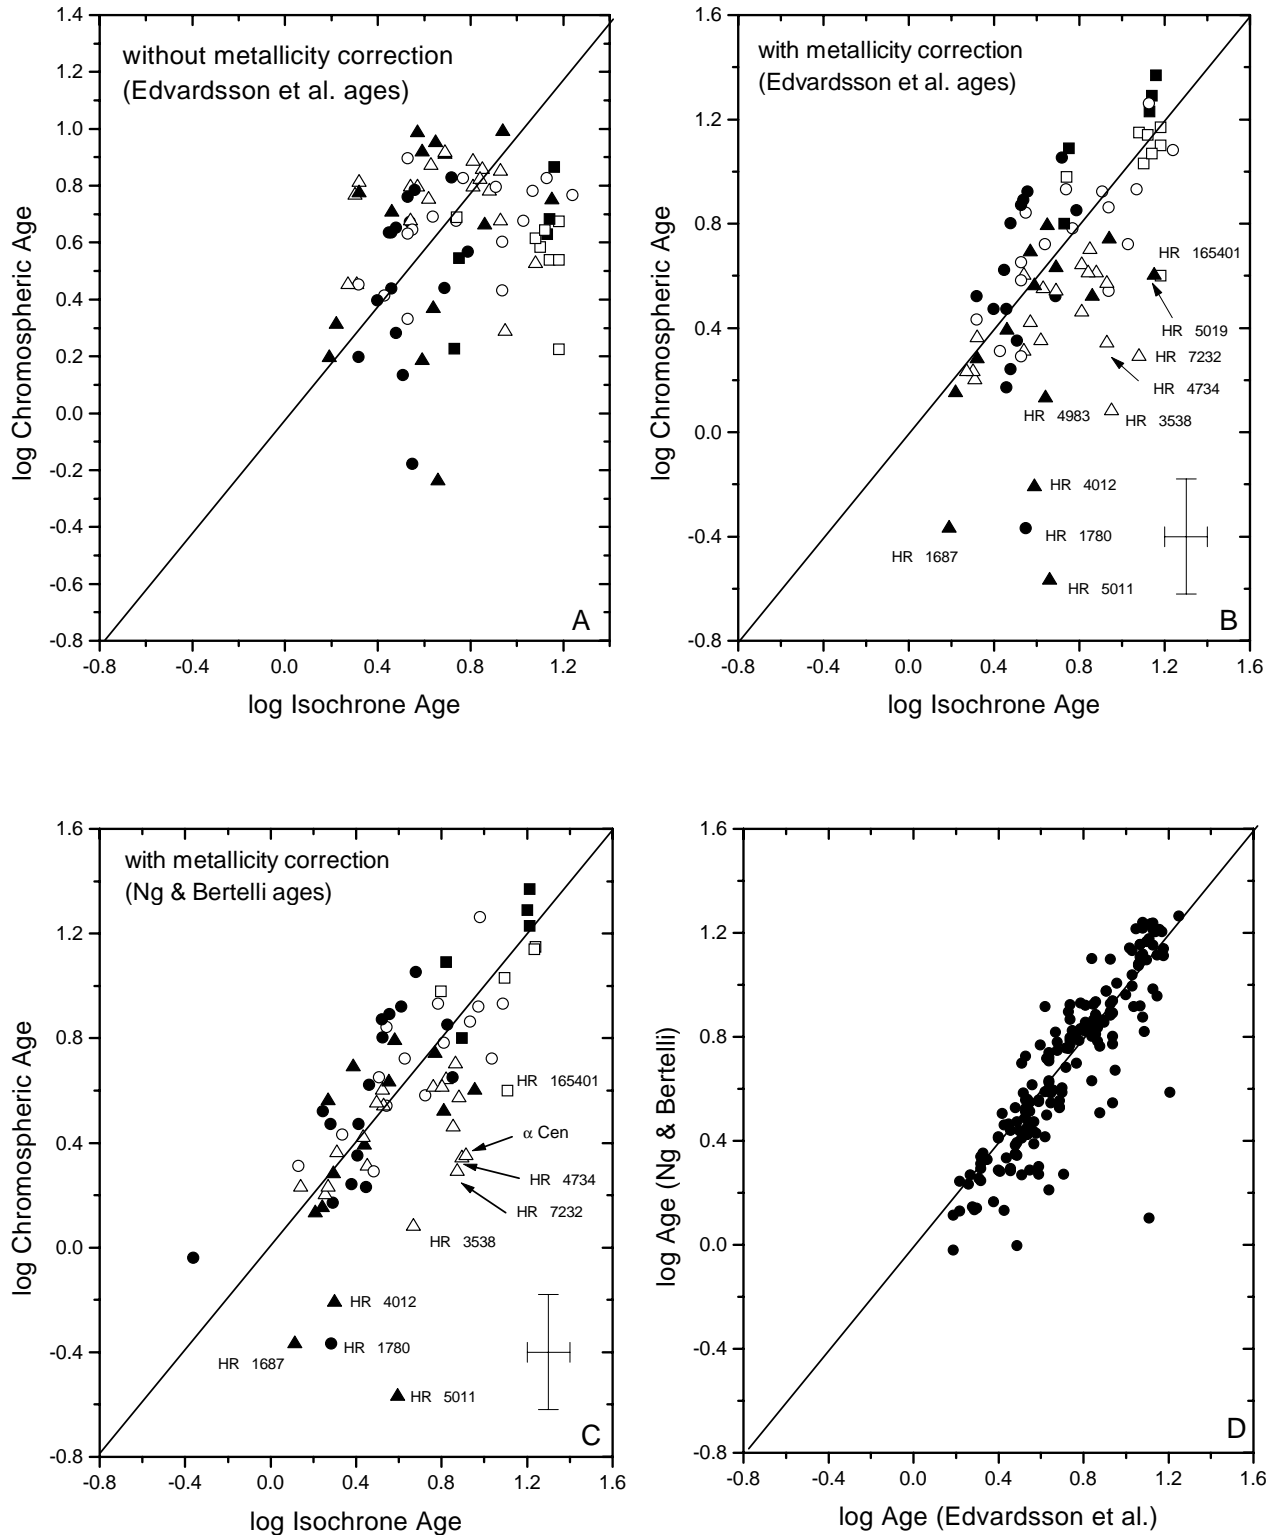 1.4
1.2
1.0
0.8
0.6
0.4
0.2
0.0
-0.2
-0.4
-0.6
-0.8
-0.8
-0.4
0.0
0.4
0.8
1.2
log Chromospheric Age
log Isochrone Age
without metallicity correction
(Edvardsson et al. ages)
A
1.6
1.2
0.8
0.4
0.0
-0.4
-0.8
-0.8
-0.4
0.0
0.4
0.8
1.2
1.6
log Chromospheric Age
log Isochrone Age
with metallicity correction
(Edvardsson et al. ages)
HR 165401
HR 5019
HR 7232
HR 4734
HR 4983
HR 3538
HR 4012
HR 1780
HR 1687
HR 5011
B
1.6
1.2
0.8
0.4
0.0
-0.4
-0.8
-0.8
-0.4
0.0
0.4
0.8
1.2
1.6
log Chromospheric Age
log Isochrone Age
with metallicity correction
(Ng & Bertelli ages)
HR 165401
α Cen
HR 4734
HR 7232
HR 3538
HR 4012
HR 1780
HR 1687
HR 5011
C
1.6
1.2
0.8
0.4
0.0
-0.4
-0.8
-0.8
-0.4
0.0
0.4
0.8
1.2
1.6
log Age (Ng & Bertelli)
log Age (Edvardsson et al.)
D